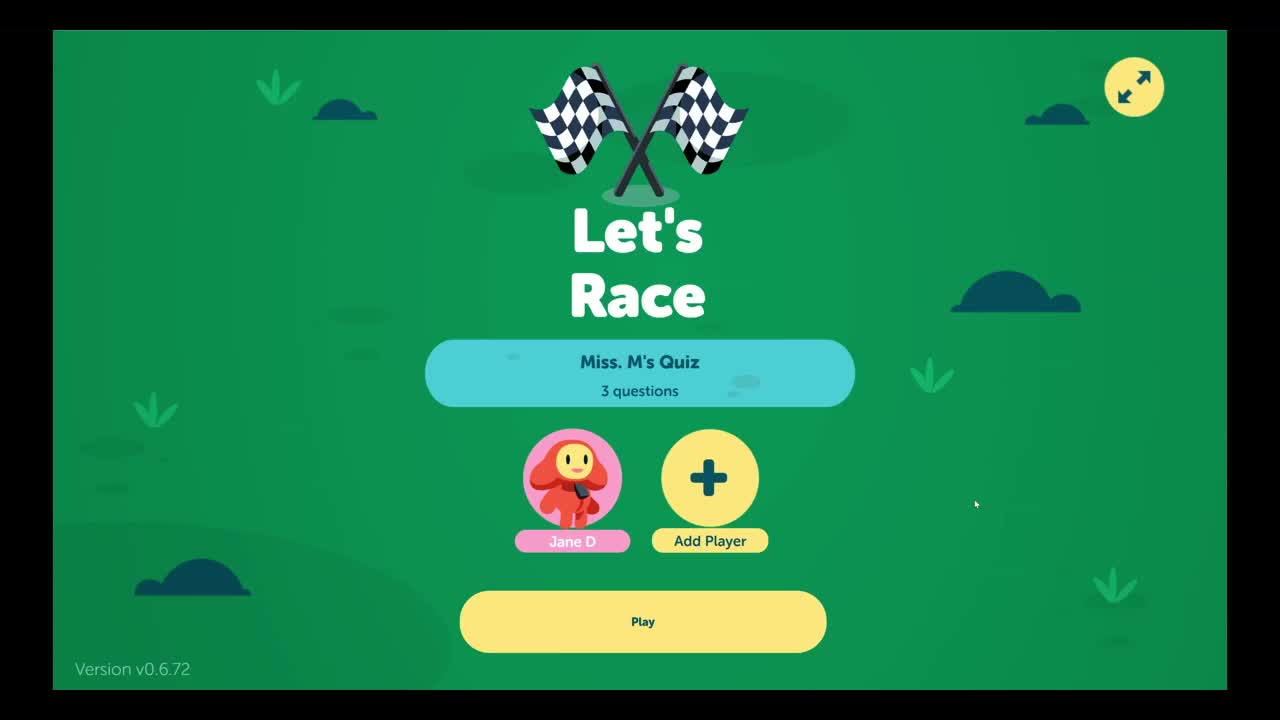 Let's
Race
Miss. M's Quiz
3 questions
Jane D
Add Player
Play
Version v0.6.72